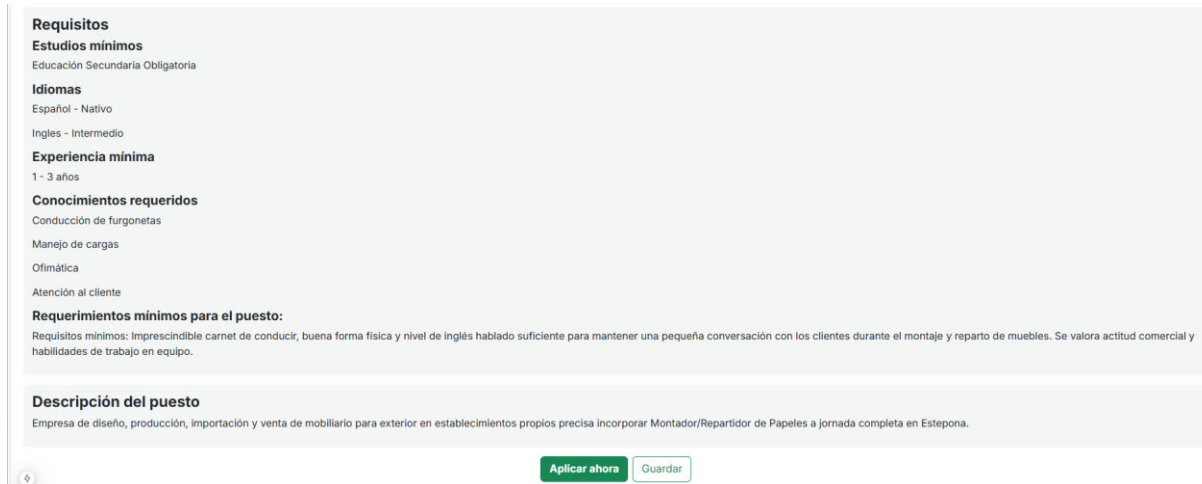 Requisitos
Estudios mínimos
Educación Secundaria Obligatoria
Idiomas
Español - Nativo
Ingles - Intermedio
Experiencia mínima
1 - 3 años
Conocimientos requeridos
Conducción de furgonetas
Manejo de cargas
Ofimática
Atención al cliente
Requerimientos mínimos para el puesto:
Requisitos mínimos: Imprescindible carnet de conducir, buena forma física y nivel de inglés hablado suficiente para mantener una pequeña conversación con los clientes durante el montaje y reparto de muebles. Se valora actitud comercial y
habilidades de trabajo en equipo.
Descripción del puesto
Empresa de diseño, producción, importación y venta de mobiliario para exterior en establecimientos propios precisa incorporar Montador/Repartidor de Papeles a jornada completa en Estepona.
Aplicar ahora Guardar